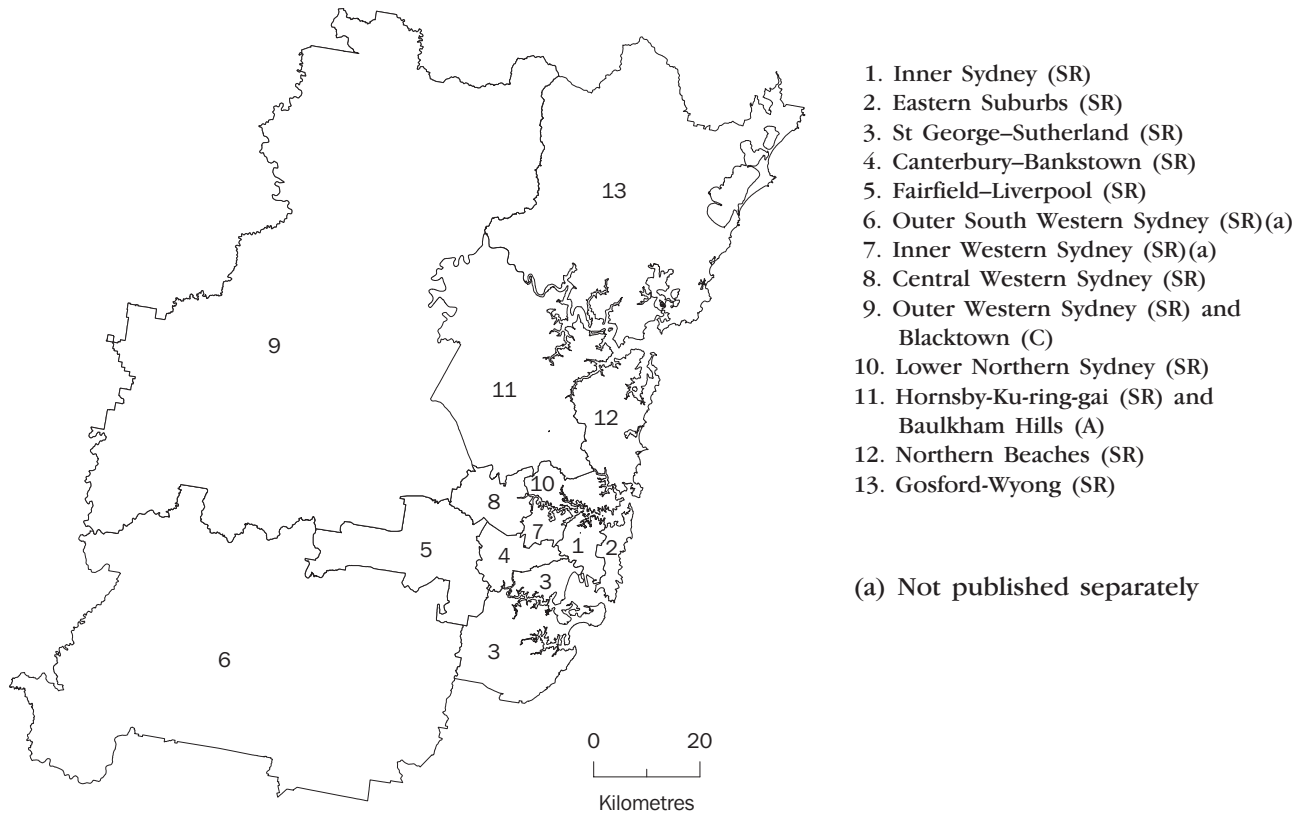 1. Inner Sydney (SR)
2. Eastern Suburbs (SR)
3. St George–Sutherland (SR)
4. Canterbury–Bankstown (SR)
5. Fairfield–Liverpool (SR)
6. Outer South Western Sydney (SR)(a)
7. Inner Western Sydney (SR)(a)
8. Central Western Sydney (SR)
9. Outer Western Sydney (SR) and
Blacktown (C)
10. Lower Northern Sydney (SR)
11. Hornsby-Ku-ring-gai (SR) and
Baulkham Hills (A)
12. Northern Beaches (SR)
13. Gosford-Wyong (SR)
(a) Not published separately
13
9
11
12
10
8
7
5
4
1
2
3
3
6
0 20
Kilometres